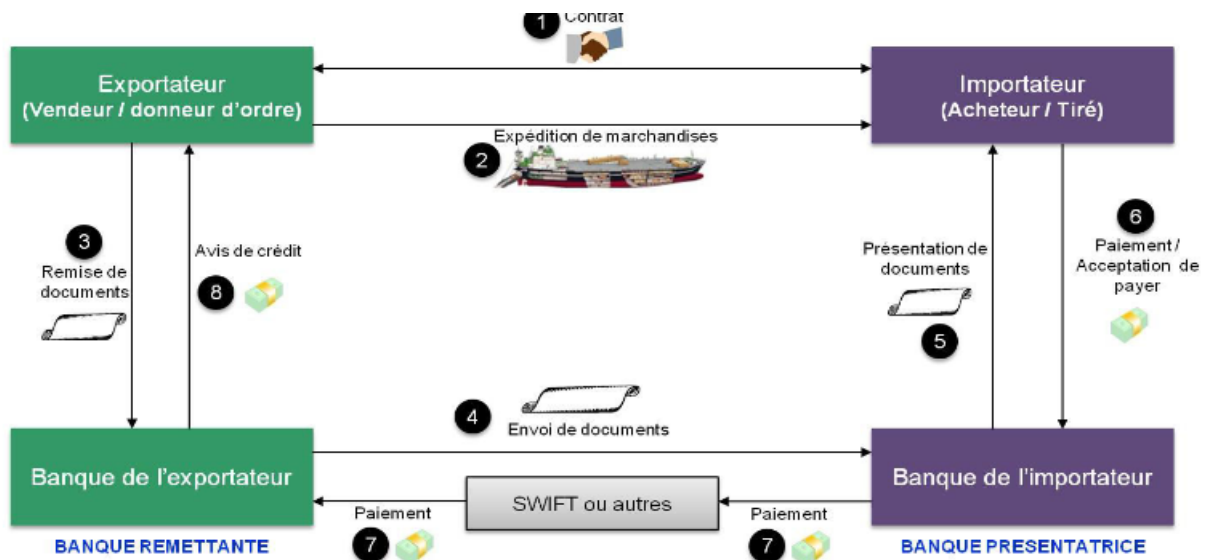 1
Contrat
Exportateur
(Vendeur / donneur d'ordre)
Importateur
(Acheteur / Tiré)
Expédition de marchandises
2
3
Remise de
documents
Avis de crédit
8
Présentation de
documents
5
6
Paiement /
Acceptation de
payer
4
Envoi de documents
Banque de l'exportateur
SWIFT ou autres
Banque de l'importateur
Paiement
7
Paiement
7
BANQUE REMETTANTE
BANQUE PRESENTATRICE